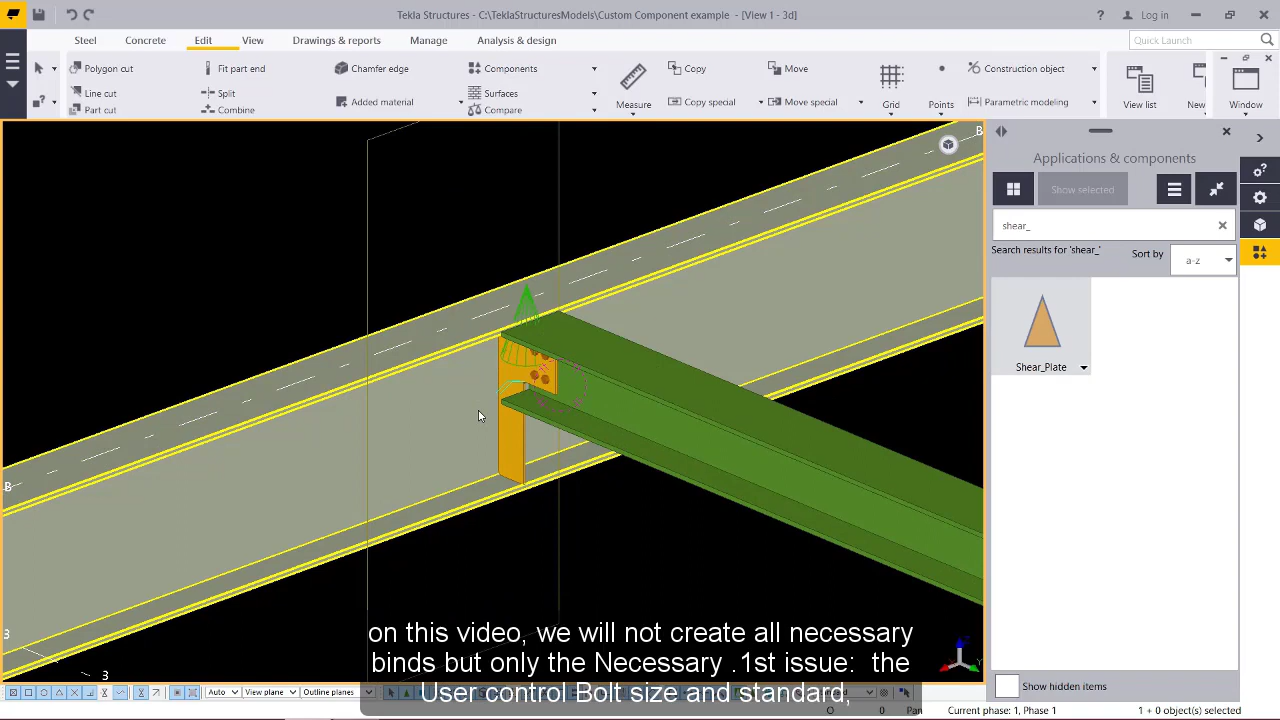 Tekla Structures - C:\TeklaStructuresModels\Custom Component example - [View 1 - 3d]
? Log in
Steel Concrete Edit View Drawings & reports Manage Analysis & design
Quick Launch
Polygon cut Fit part end Chamfer edge Components Copy Move Construction object
Line cut Split Surfaces
Part cut Combine Added material Compare Measure Copy special Move special Grid Points Parametric modeling View list New Window
B
Applications & components
Show selected
shear_
Search results for 'shear_' Sort by a-z
Shear_Plate
B
3
3
on this video, we will not create all necessary
binds but only the Necessary .1st issue: the
User control Bolt size and standard,
Auto View plane Outline planes
Show hidden items
O 0 Pan Current phase: 1, Phase 1 1 + 0 object(s) selected